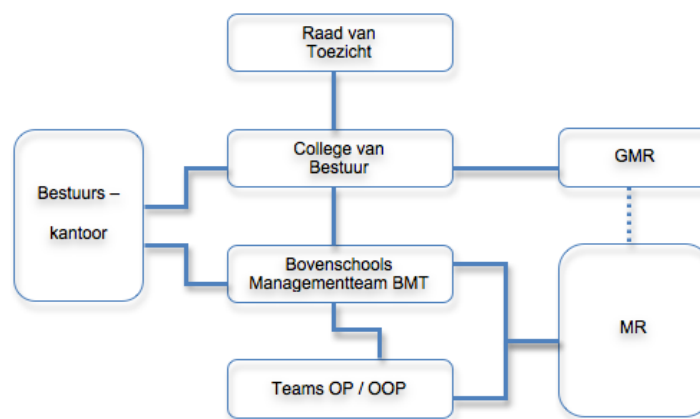 Raad van
Toezicht
College van
Bestuur
GMR
Bestuurs –
kantoor
Bovenschools
Managementteam BMT
MR
Teams OP / OOP